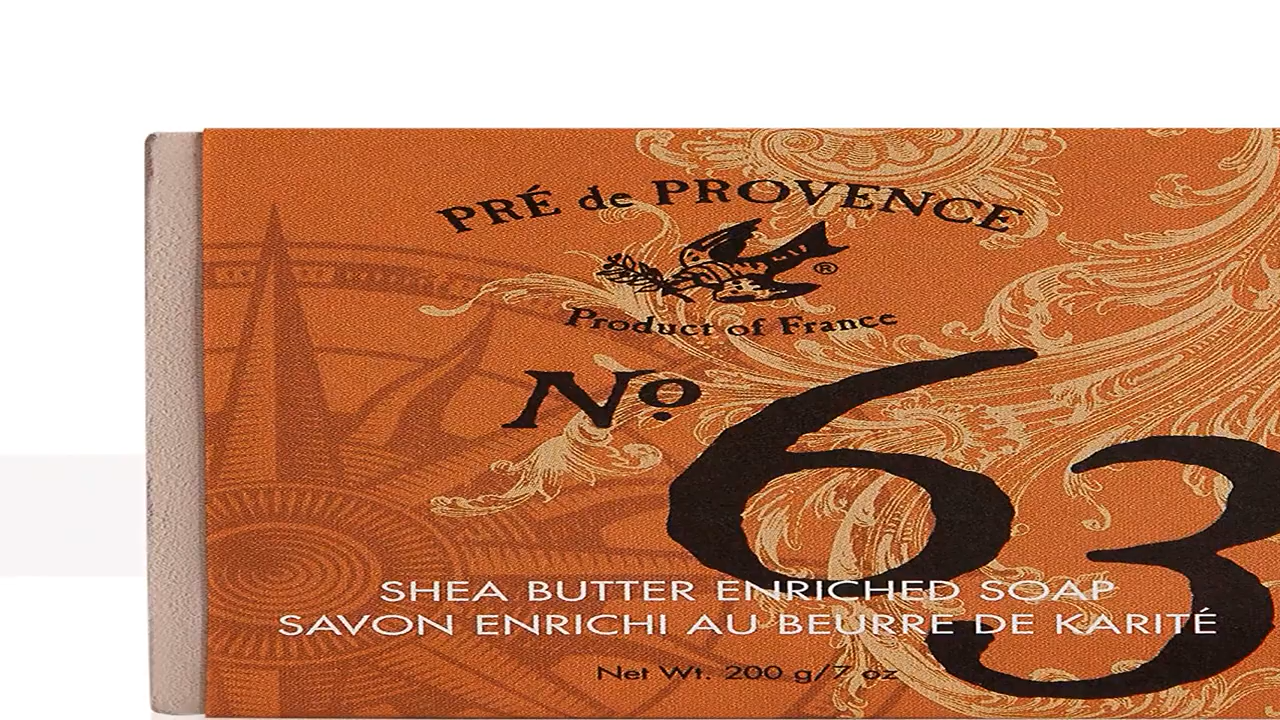 PRÉ de PROVENCE
®
Product of France
No 63
SHEA BUTTER ENRICHED SOAP
SAVON ENRICHI AU BEURRE DE KARITÉ
Net Wt. 200 g/7 oz